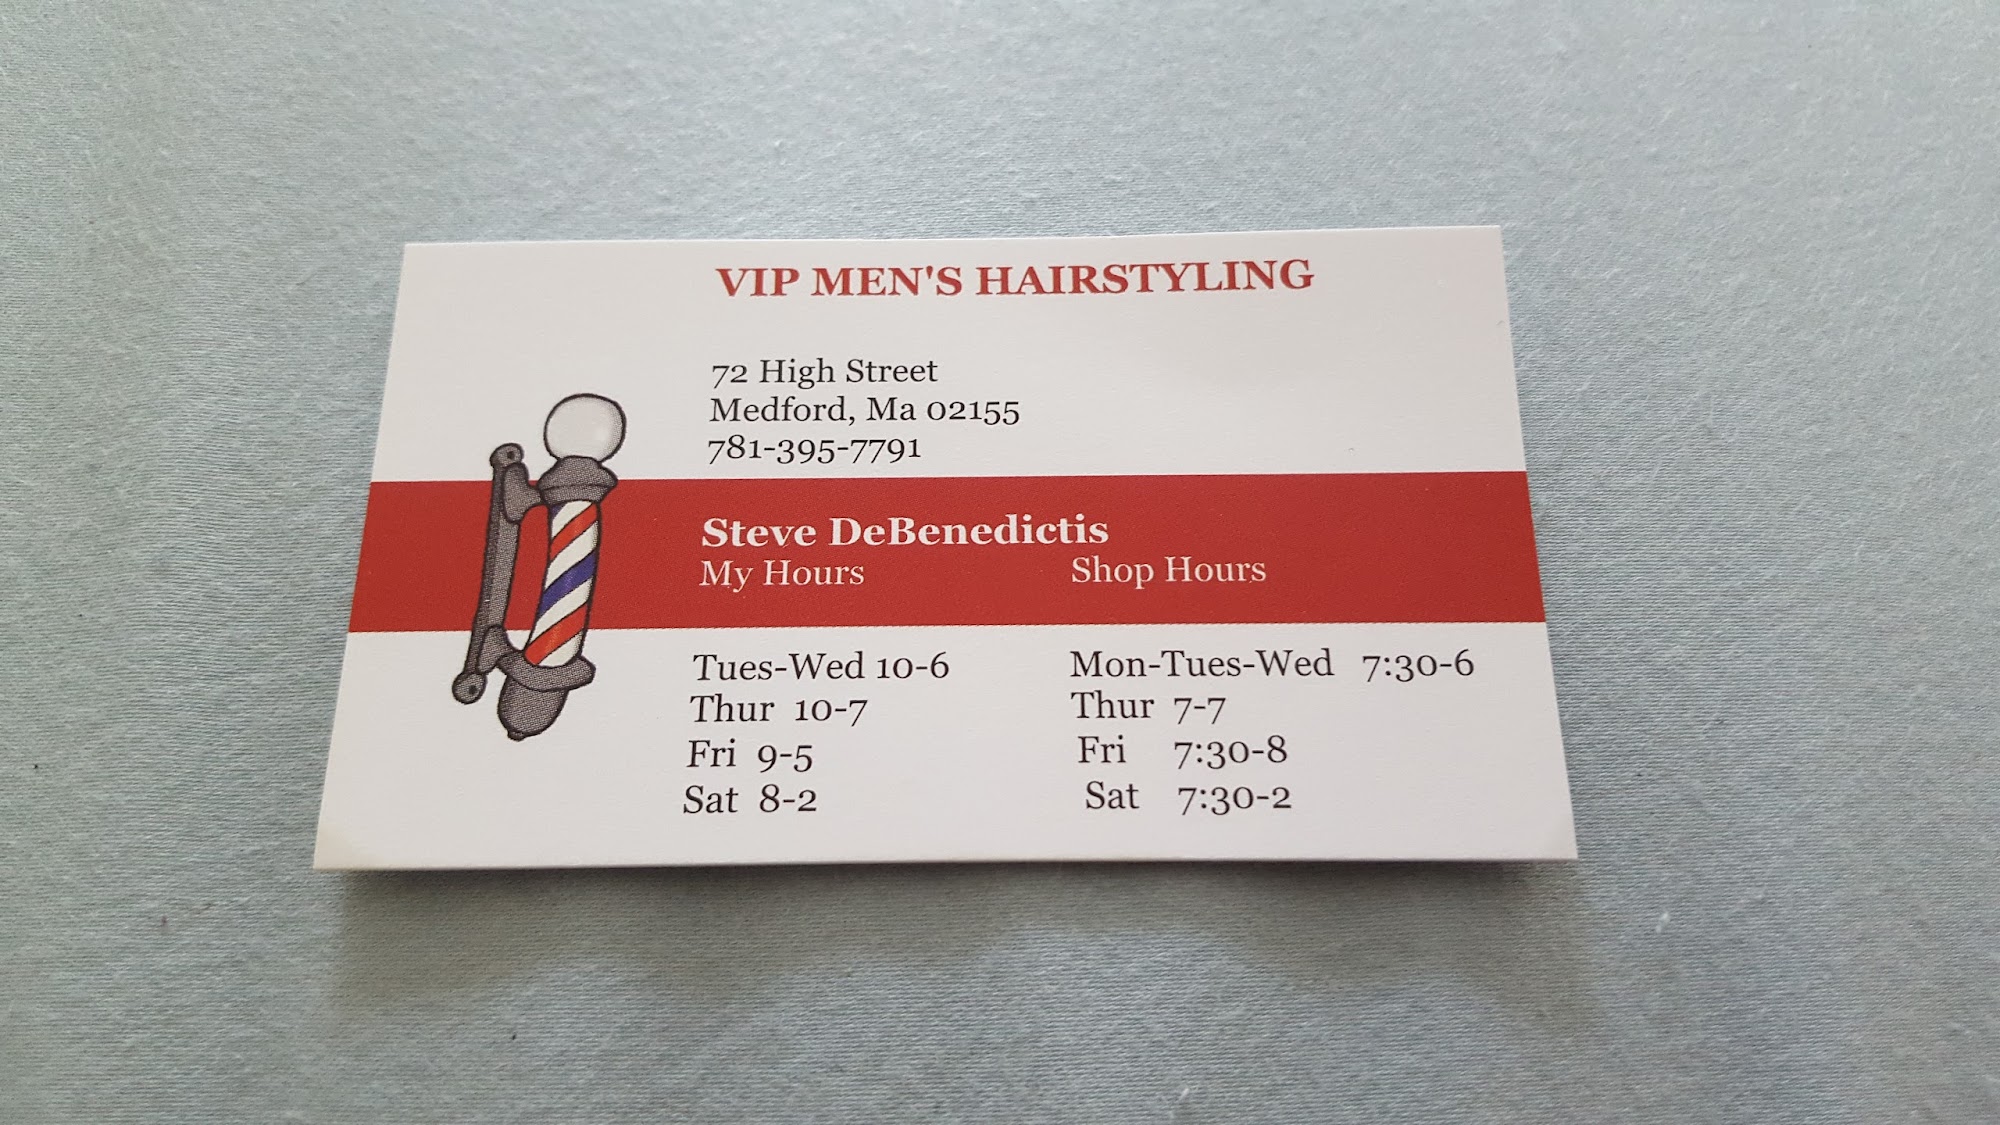 VIP MEN'S HAIRSTYLING
72 High Street
Medford, Ma 02155
781-395-7791
Steve DeBenedictis
My Hours
Tues-Wed 10-6
Thur 10-7
Fri 9-5
Sat 8-2
Shop Hours
Mon-Tues-Wed 7:30-6
Thur 7-7
Fri 7:30-8
Sat 7:30-2